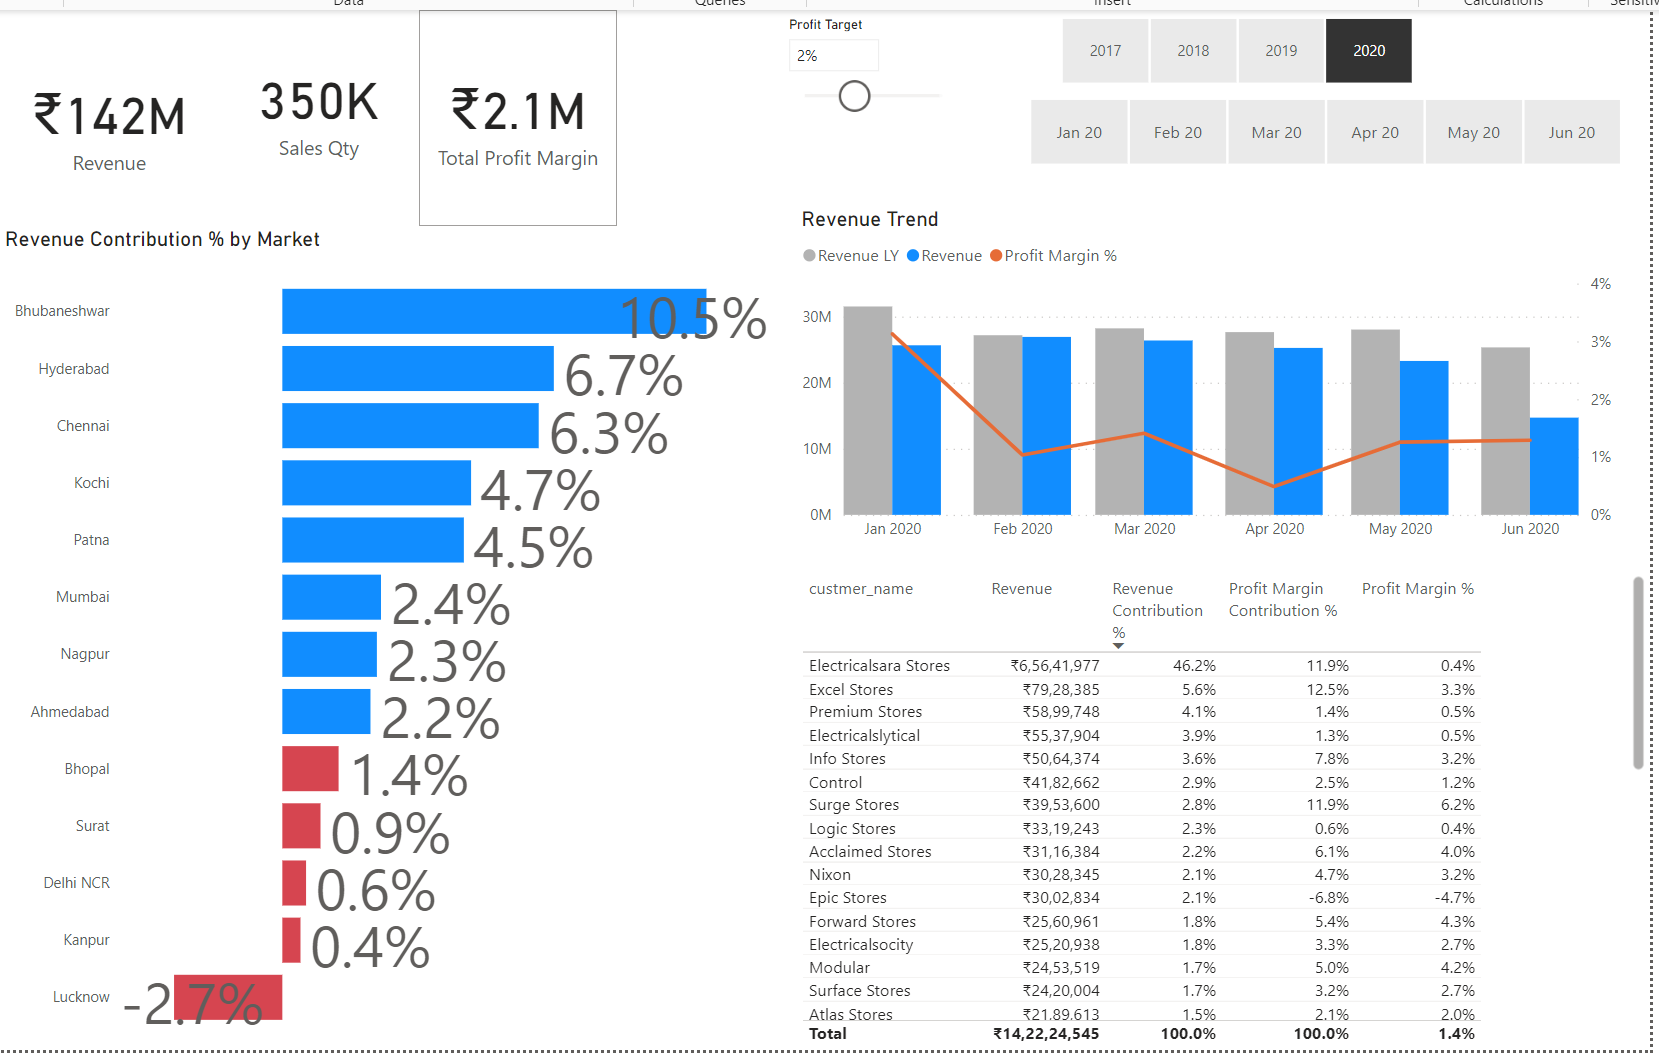 Data
Queries
Insert
Calculations
₹142M
Revenue
350K
Sales Qty
₹2.1M
Total Profit Margin
Profit Target
2%
2017 2018 2019 2020
Jan 20 Feb 20 Mar 20 Apr 20 May 20 Jun 20
Revenue Contribution % by Market
Bhubaneshwar 10.5%
Hyderabad 6.7%
Chennai 6.3%
Kochi 4.7%
Patna 4.5%
Mumbai 2.4%
Nagpur 2.3%
Ahmedabad 2.2%
Bhopal 1.4%
Surat 0.9%
Delhi NCR 0.6%
Kanpur 0.4%
Lucknow -2.7%
Revenue Trend
Revenue LY Revenue Profit Margin %
4%
30M
3%
20M
2%
10M
1%
0M
0%
Jan 2020 Feb 2020 Mar 2020 Apr 2020 May 2020 Jun 2020
custmer_name Revenue Revenue Profit Margin Profit Margin %
Contribution Contribution %
%
Electricalsara Stores ₹6,56,41,977 46.2% 11.9% 0.4%
Excel Stores ₹79,28,385 5.6% 12.5% 3.3%
Premium Stores ₹58,99,748 4.1% 1.4% 0.5%
Electricalslytical ₹55,37,904 3.9% 1.3% 0.5%
Info Stores ₹50,64,374 3.6% 7.8% 3.2%
Control ₹41,82,662 2.9% 2.5% 1.2%
Surge Stores ₹39,53,600 2.8% 11.9% 6.2%
Logic Stores ₹33,19,243 2.3% 0.6% 0.4%
Acclaimed Stores ₹31,16,384 2.2% 6.1% 4.0%
Nixon ₹30,28,345 2.1% 4.7% 3.2%
Epic Stores ₹30,02,834 2.1% -6.8% -4.7%
Forward Stores ₹25,60,961 1.8% 5.4% 4.3%
Electricalsocity ₹25,20,938 1.8% 3.3% 2.7%
Modular ₹24,53,519 1.7% 5.0% 4.2%
Surface Stores ₹24,20,004 1.7% 3.2% 2.7%
Atlas Stores ₹21,89,613 1.5% 2.1% 2.0%
Total ₹14,22,24,545 100.0% 100.0% 1.4%